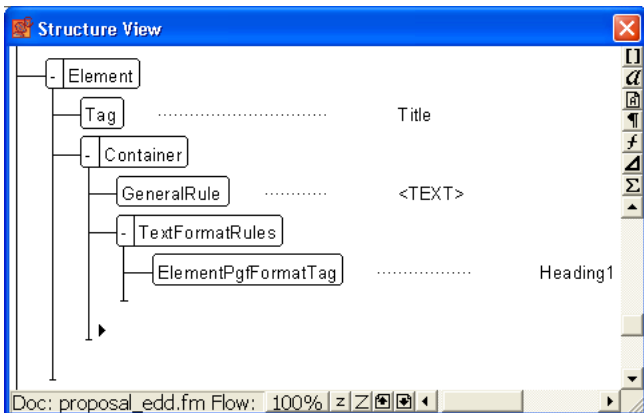 Structure View
- Element
Tag Title
- Container
GeneralRule <TEXT>
- TextFormatRules
ElementPgfFormatTag Heading1
Doc: proposal_edd.fm Flow: 100% z Z